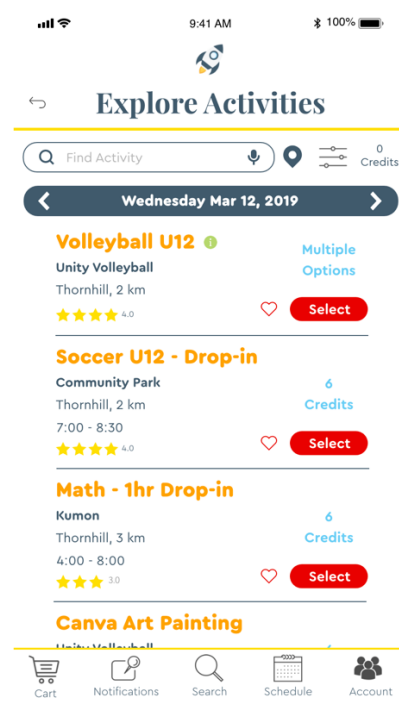 9:41 AM
100%
Explore Activities
Find Activity
0
Credits
Wednesday Mar 12, 2019
Volleyball U12
Multiple
Options
Unity Volleyball
Thornhill, 2 km
4.0
Select
Soccer U12 - Drop-in
Community Park
6
Credits
Thornhill, 2 km
7:00 - 8:30
4.0
Select
Math - 1hr Drop-in
Kumon
6
Credits
Thornhill, 3 km
4:00 - 8:00
3.0
Select
Canva Art Painting
Unity Volleyball
Cart
Notifications
Search
Schedule
Account